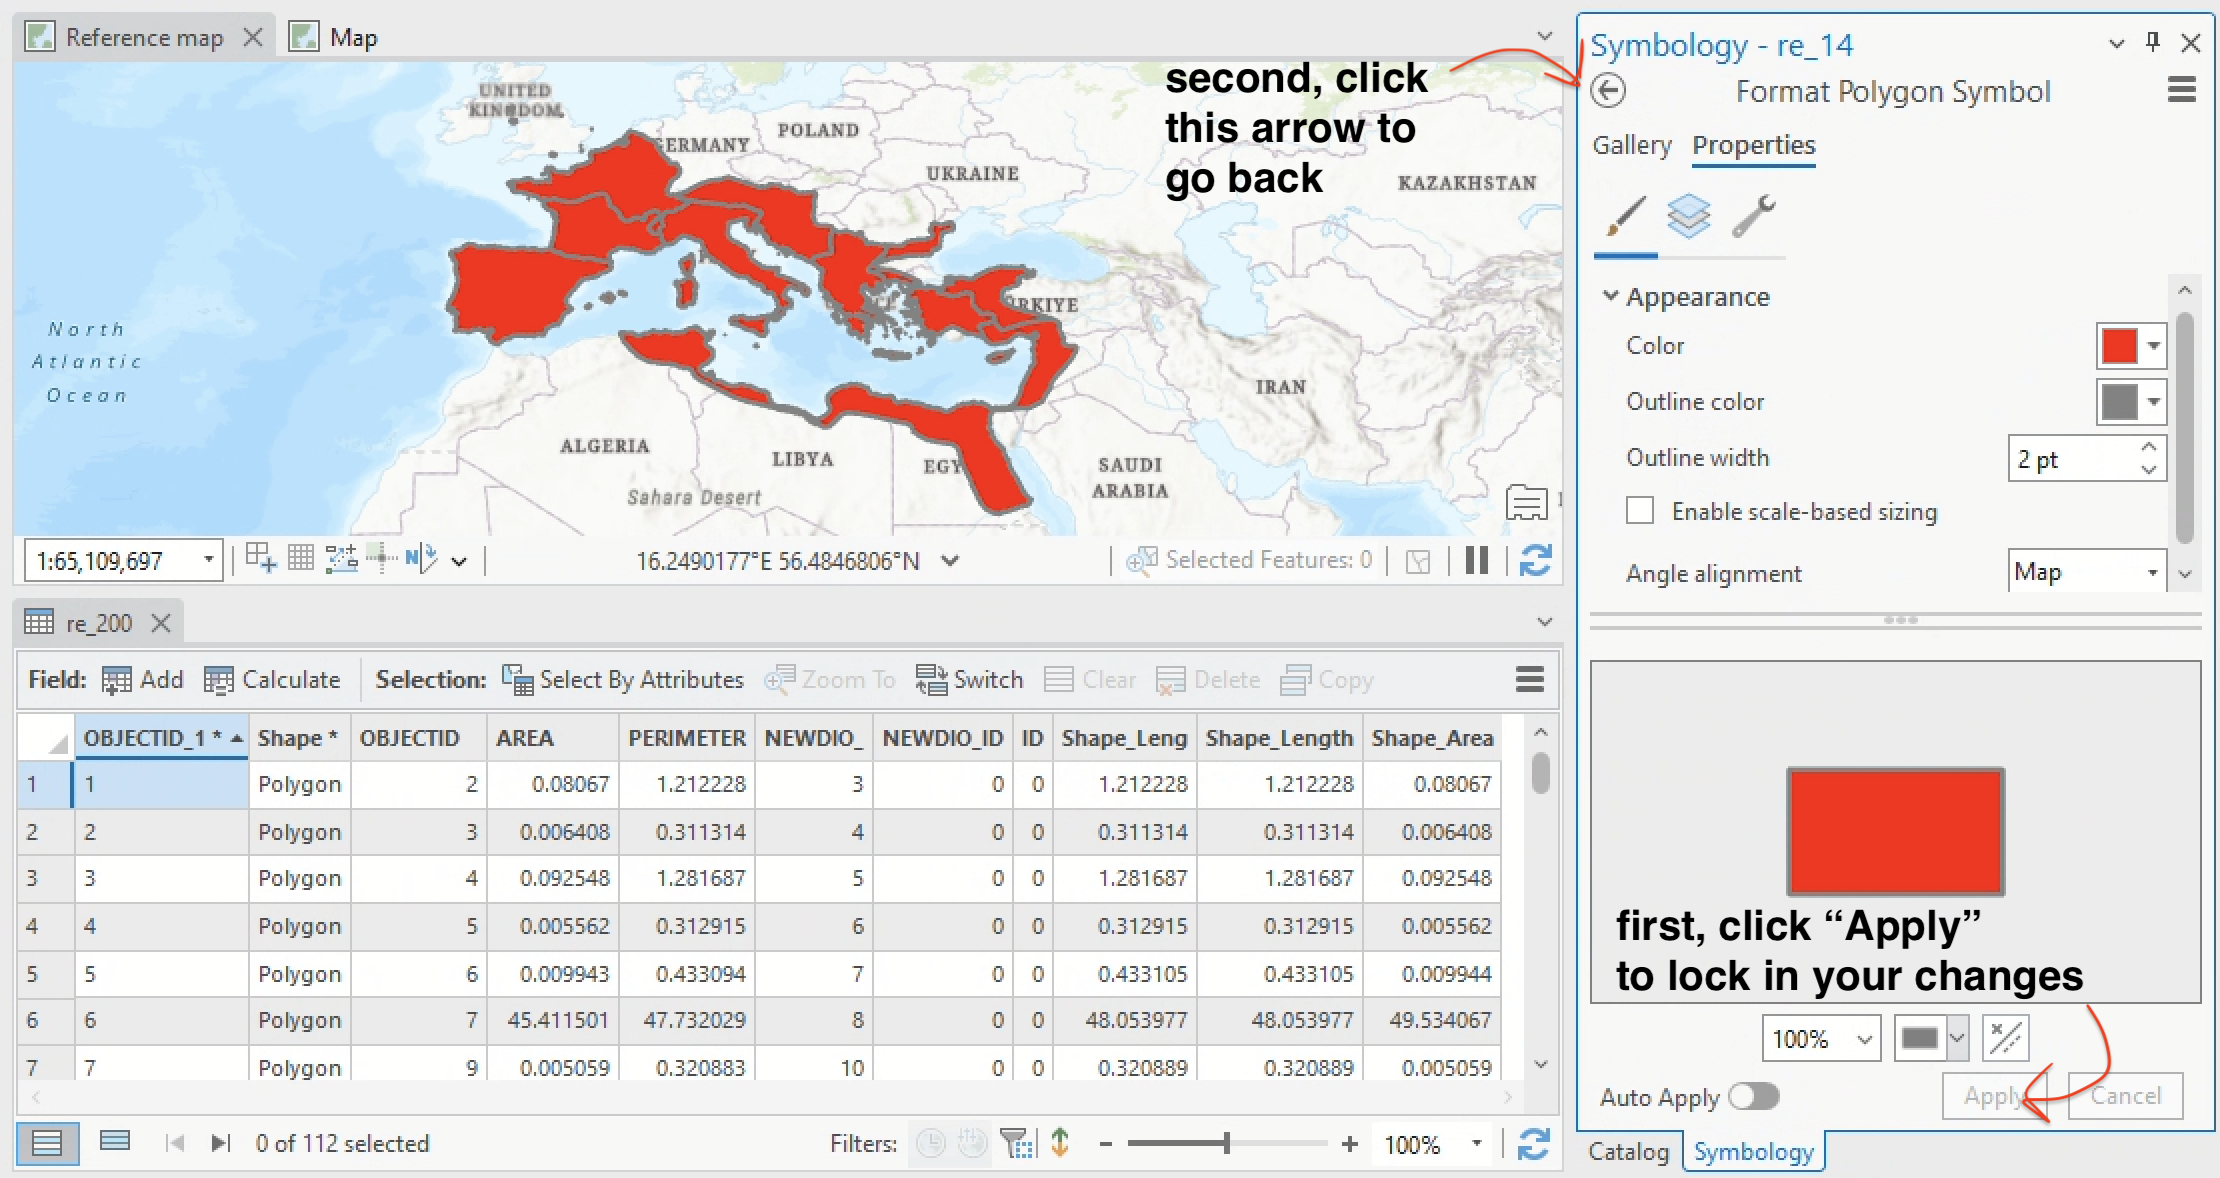 Reference map
Map
UNITED
KINGDOM
GERMANY
POLAND
UKRAINE
KAZAKHSTAN
TÜRKIYE
North
Atlantic
Ocean
IRAN
ALGERIA
LIBYA
EGY
SAUDI
ARABIA
Sahara Desert
second, click
this arrow to
go back
1:65,109,697
N
16.2490177°E 56.4846806°N
Selected Features: 0
re_200
Field: Add Calculate Selection: Select By Attributes Zoom To Switch Clear Delete Copy
OBJECTID_1 * Shape * OBJECTID AREA PERIMETER NEWDIO_ NEWDIO_ID ID Shape_Leng Shape_Length Shape_Area
1 1 Polygon 2 0.08067 1.212228 3 0 0 1.212228 1.212228 0.08067
2 2 Polygon 3 0.006408 0.311314 4 0 0 0.311314 0.311314 0.006408
3 3 Polygon 4 0.092548 1.281687 5 0 0 1.281687 1.281687 0.092548
4 4 Polygon 5 0.005562 0.312915 6 0 0 0.312915 0.312915 0.005562
5 5 Polygon 6 0.009943 0.433094 7 0 0 0.433105 0.433105 0.009944
6 6 Polygon 7 45.411501 47.732029 8 0 0 48.053977 48.053977 49.534067
7 7 Polygon 9 0.005059 0.320883 10 0 0 0.320889 0.320889 0.005059
0 of 112 selected
Filters:
100%
Symbology - re_14
Format Polygon Symbol
Gallery Properties
Appearance
Color
Outline color
Outline width 2 pt
Enable scale-based sizing
Angle alignment Map
first, click “Apply”
to lock in your changes
100%
Auto Apply Apply Cancel
Catalog Symbology